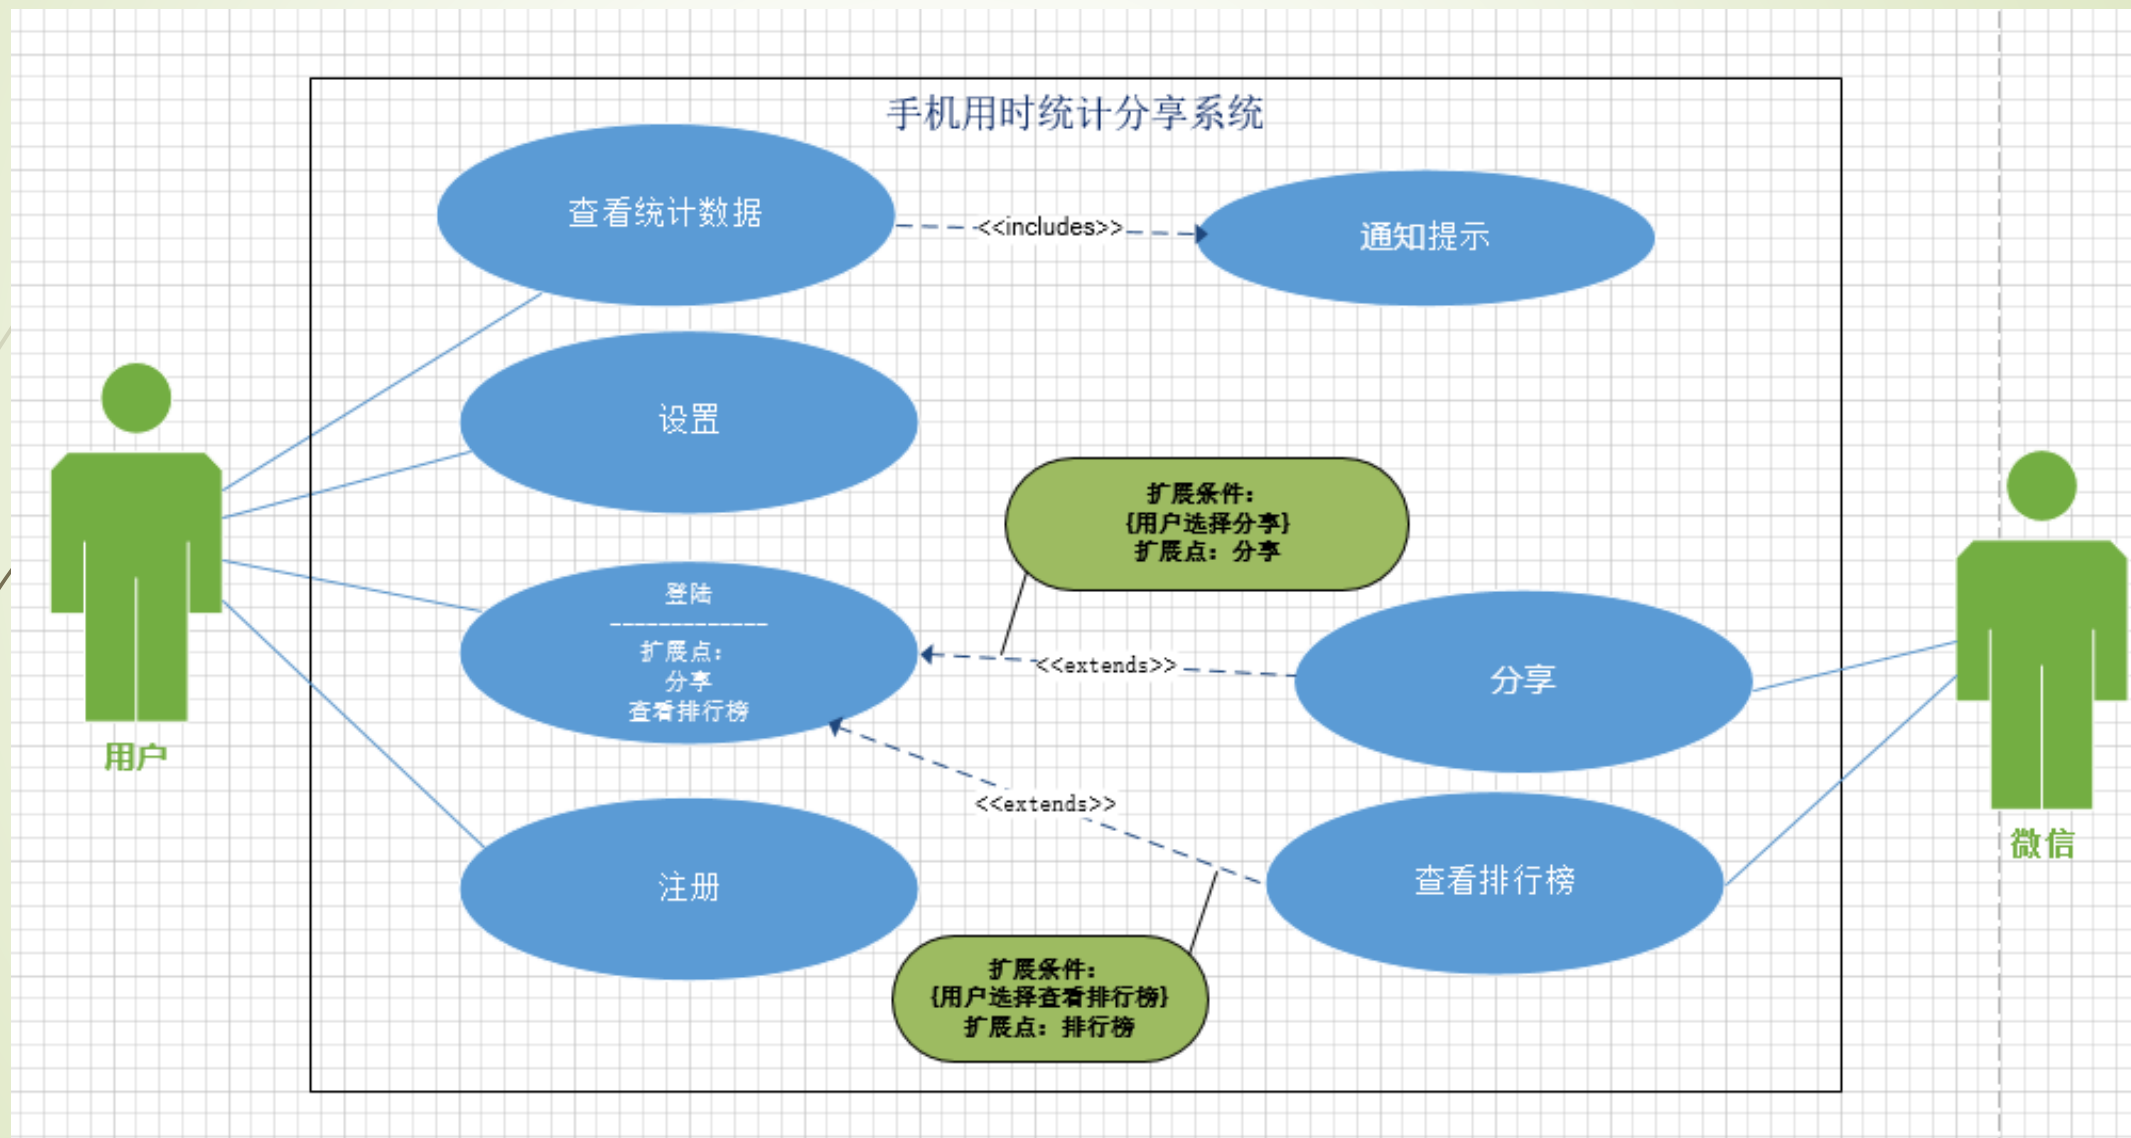 手机用时统计分享系统
查看统计数据
<<includes>>
通知提示
设置
扩展条件：
{用户选择分享}
扩展点：分享
登陆
-------------
扩展点：
分享
查看排行榜
<<extends>>
分享
用户
<<extends>>
微信
注册
查看排行榜
扩展条件：
{用户选择查看排行榜}
扩展点：排行榜